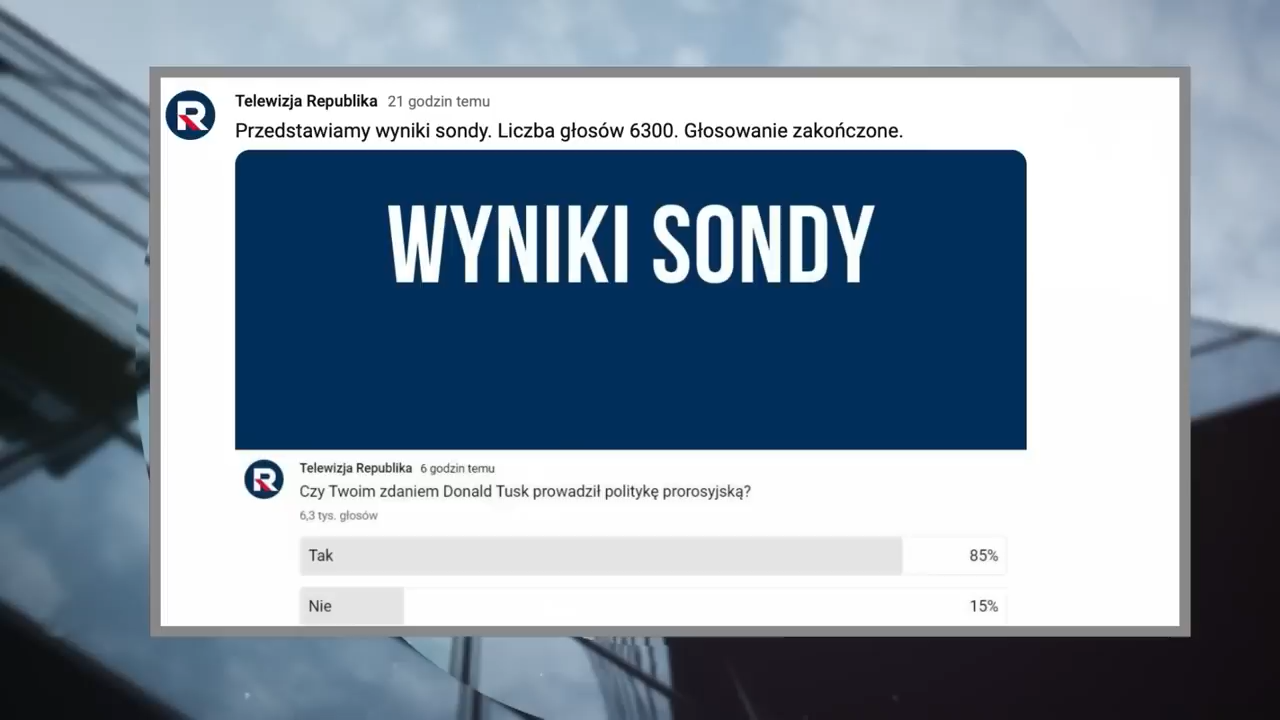 Telewizja Republika 21 godzin temu
Przedstawiamy wyniki sondy. Liczba głosów 6300. Głosowanie zakończone.
WYNIKI SONDY
Telewizja Republika 6 godzin temu
Czy Twoim zdaniem Donald Tusk prowadził politykę prorosyjską?
6,3 tys. głosów
Tak 85%
Nie 15%